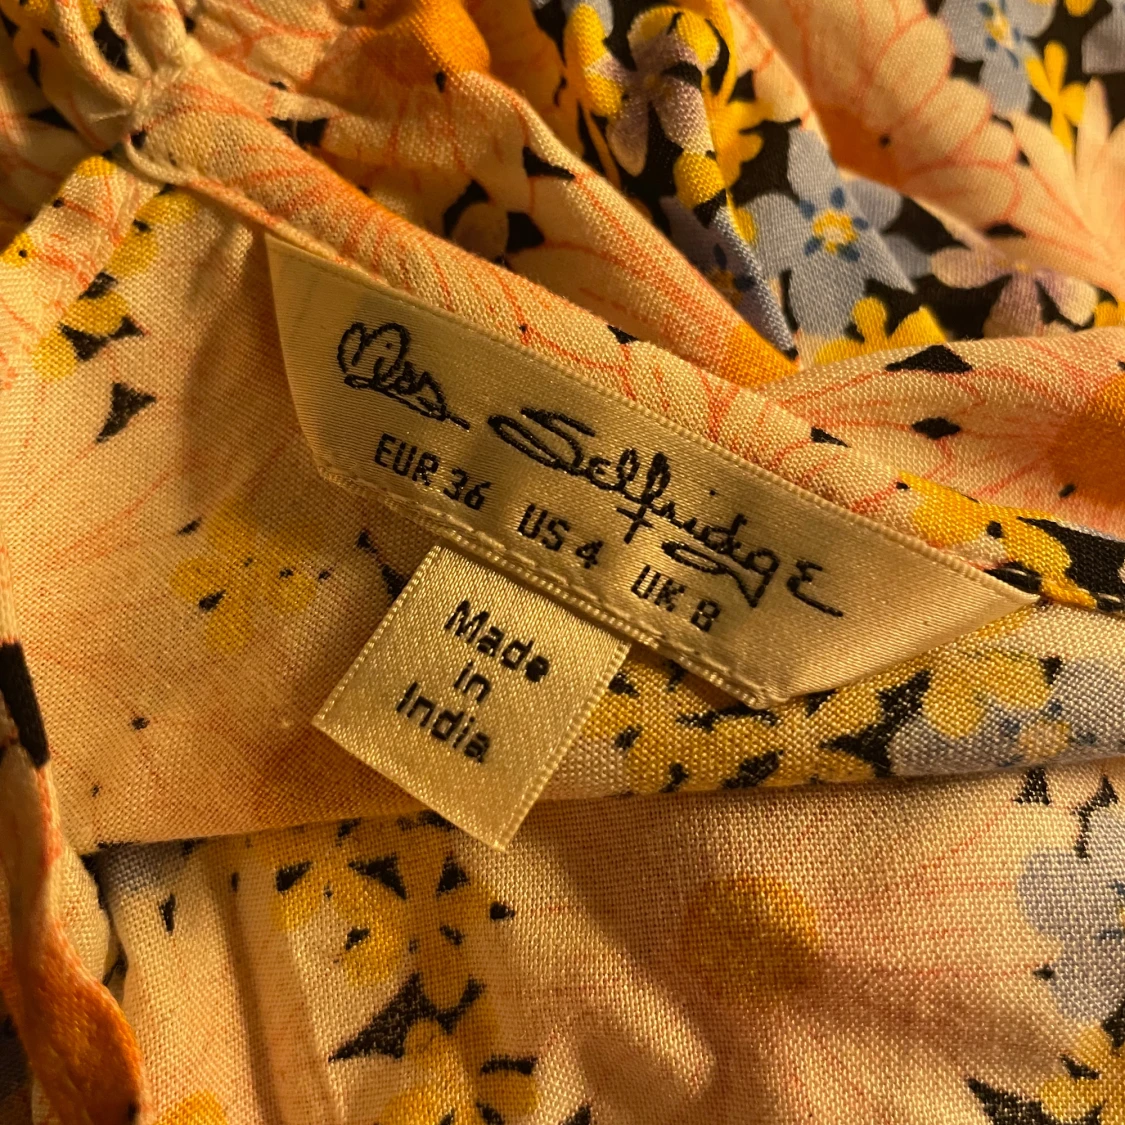 Miss Selfridge
EUR 36 US 4 UK 8
Made
in
India